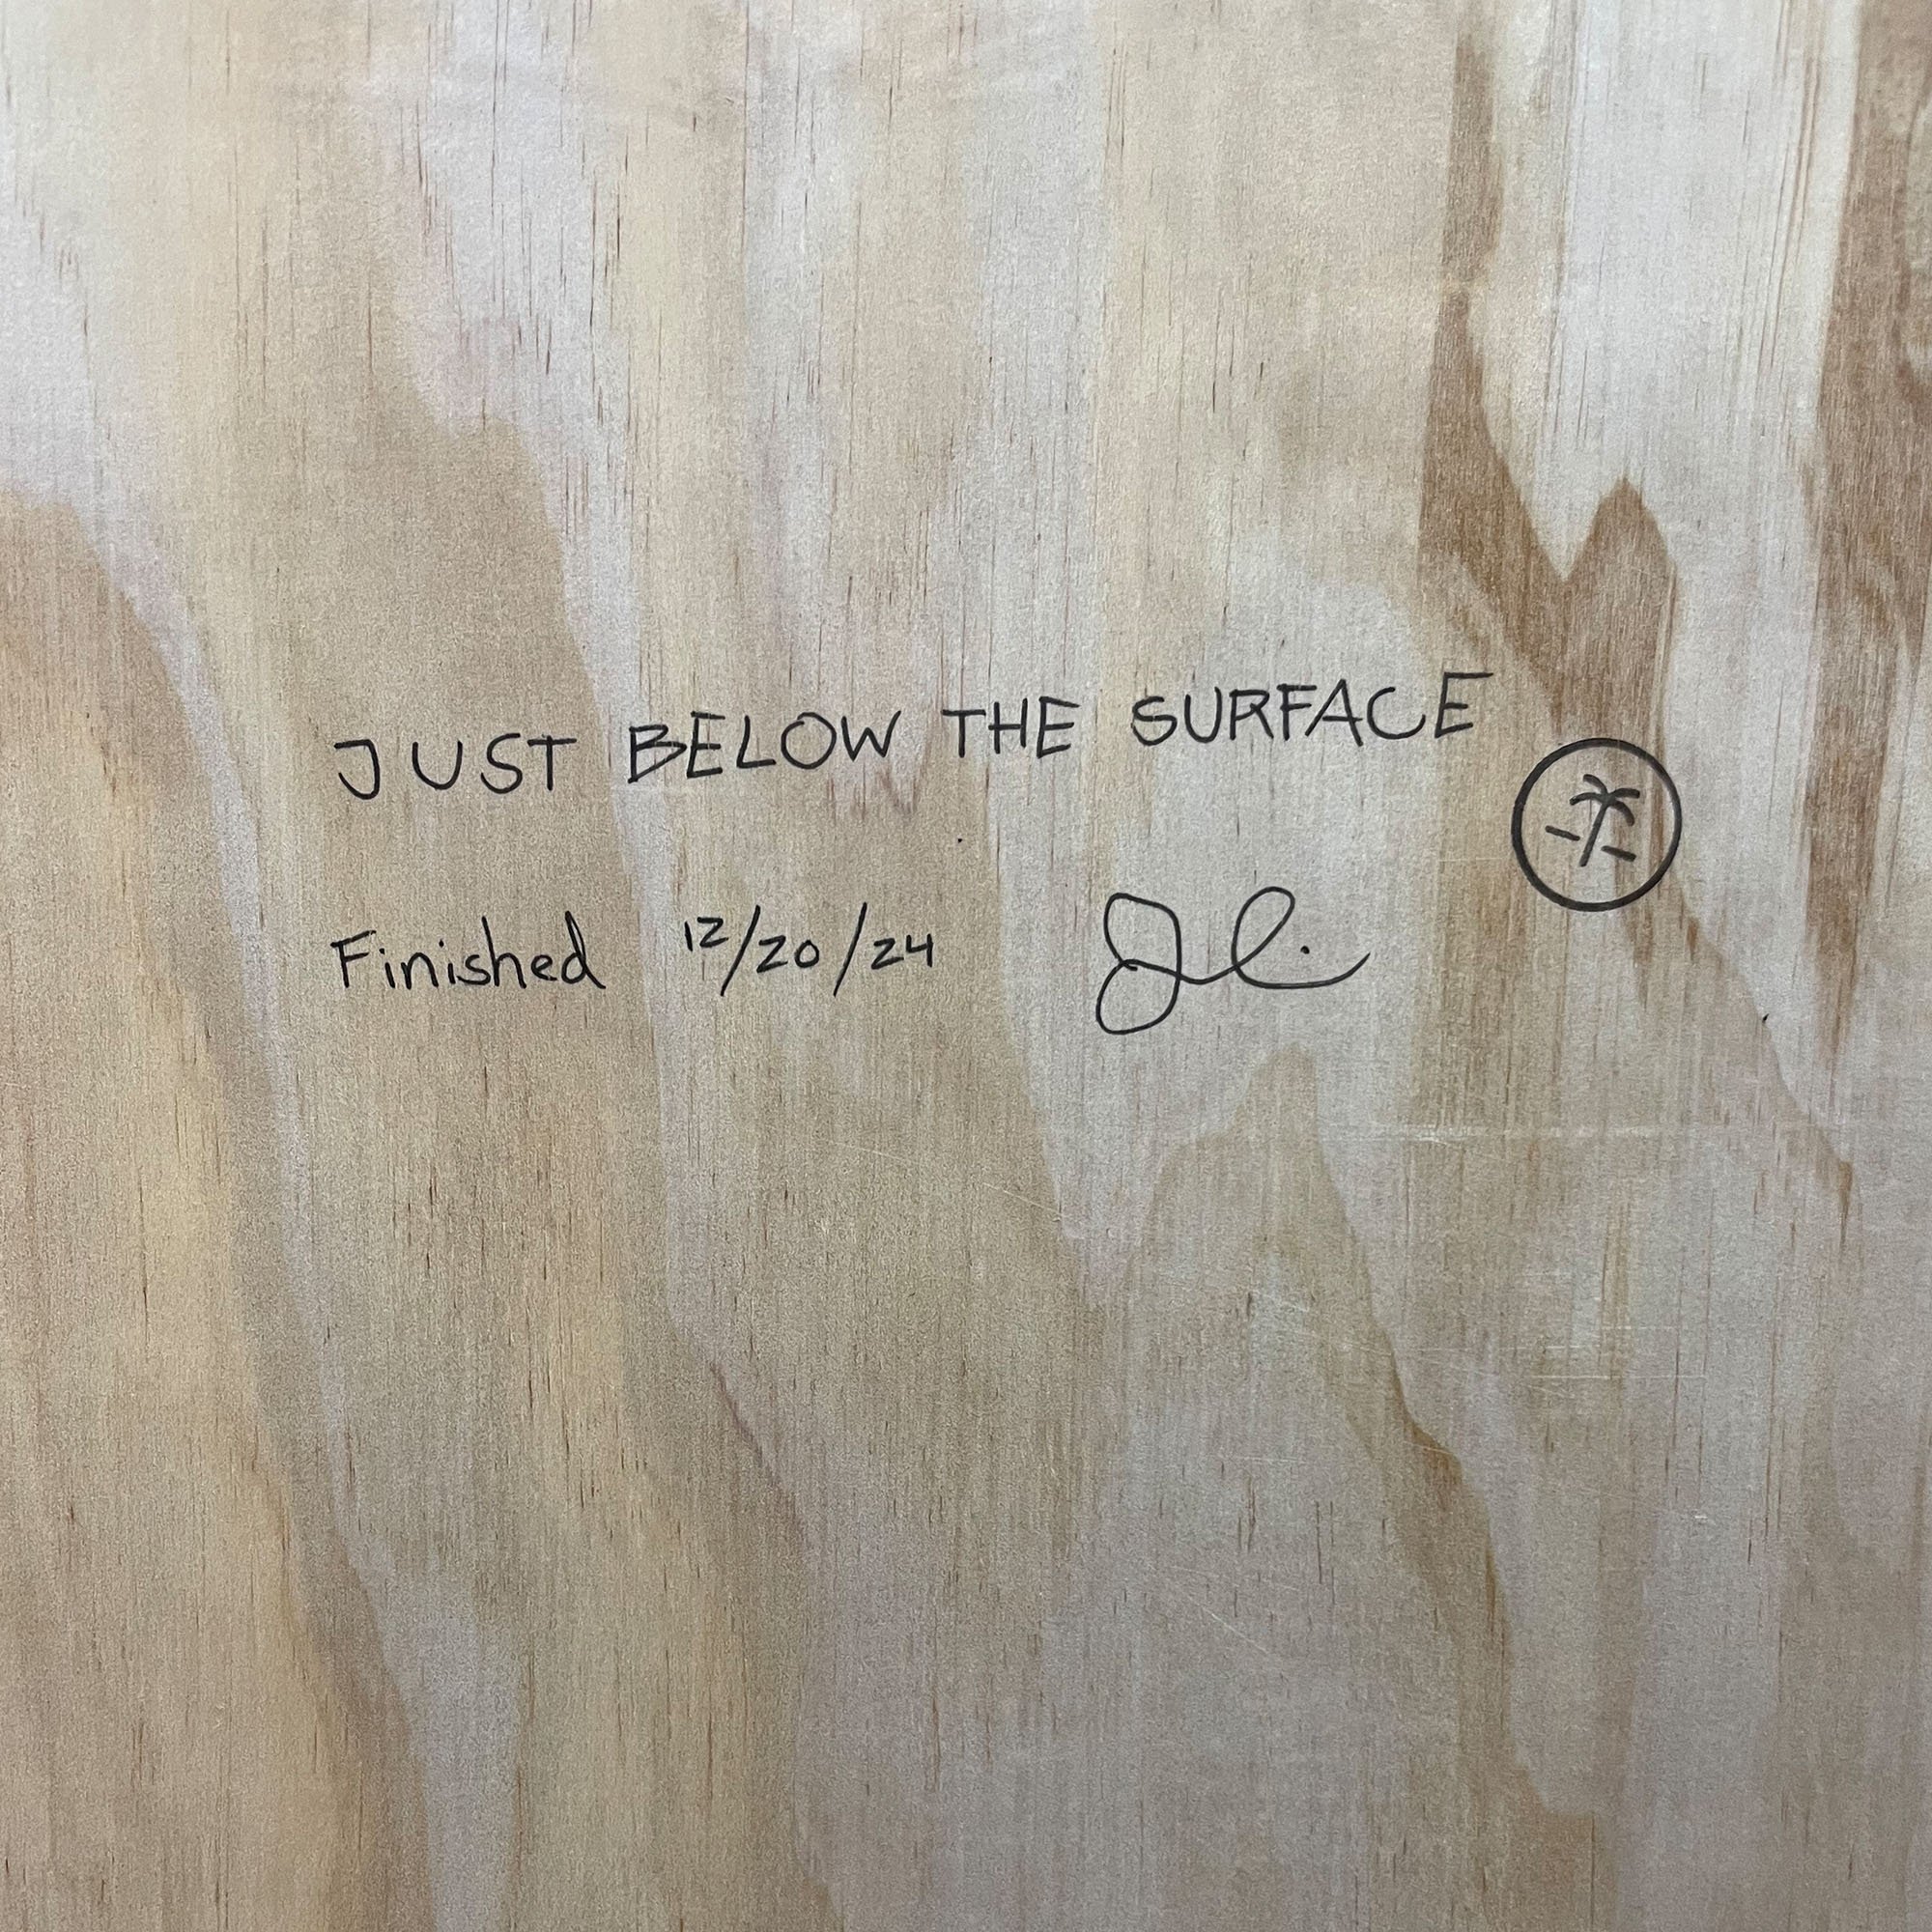 JUST BELOW THE SURFACE
Finished 12/20/24